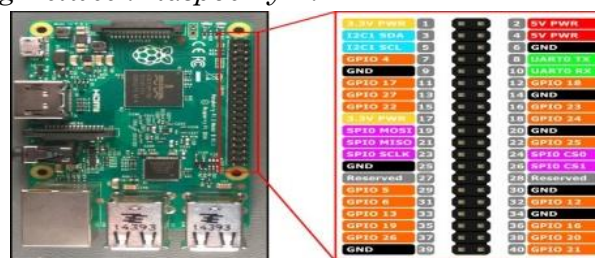 3.3V PWR 1 2 5V PWR
I2C1 SDA 3 4 5V PWR
I2C1 SCL 5 6 GND
GPIO 4 7 8 UART0 TX
GND 9 10 UART0 RX
GPIO 17 11 12 GPIO 18
GPIO 27 13 14 GND
GPIO 22 15 16 GPIO 23
3.3V PWR 17 18 GPIO 24
SPI0 MOSI 19 20 GND
SPI0 MISO 21 22 GPIO 25
SPI0 SCLK 23 24 SPI0 CS0
GND 25 26 SPI0 CS1
Reserved 27 28 Reserved
GPIO 5 29 30 GND
GPIO 6 31 32 GPIO 12
GPIO 13 33 34 GND
GPIO 19 35 36 GPIO 16
GPIO 26 37 38 GPIO 20
GND 39 40 GPIO 21
HDMI
14393 14393